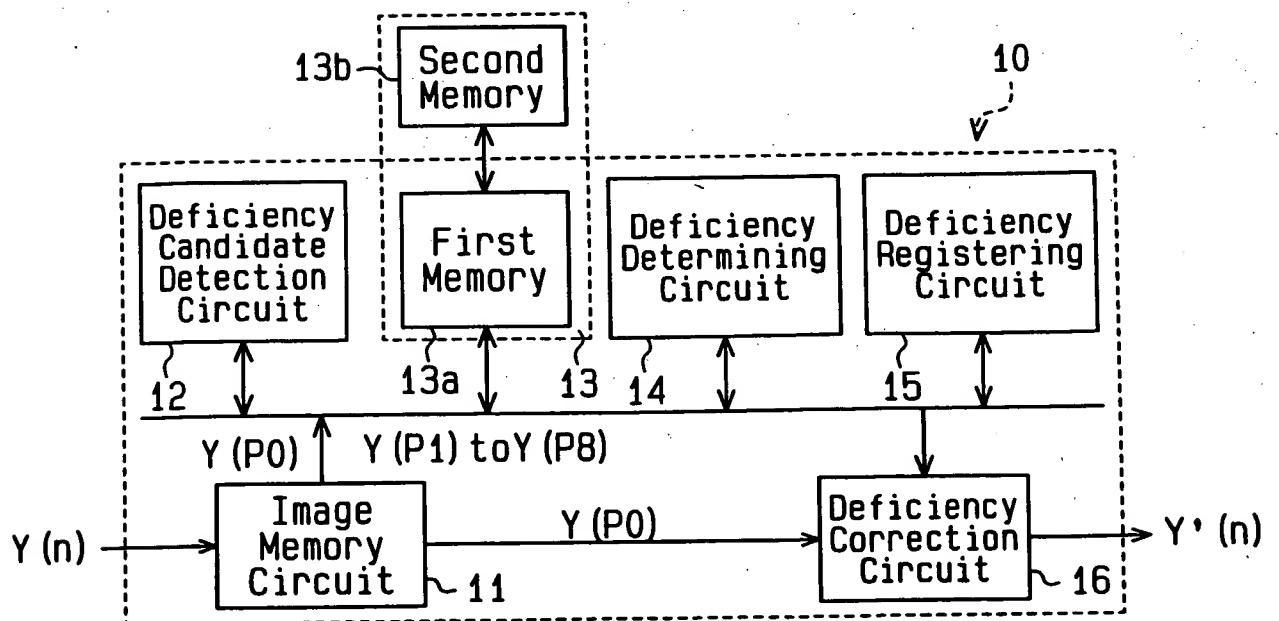 13b
Second
Memory
10
Deficiency
Candidate
Detection
Circuit
First
Memory
Deficiency
Determining
Circuit
Deficiency
Registering
Circuit
12
13a
13
14
15
Y (P0)
Y (P1) to Y (P8)
Y (n)
Image
Memory
Circuit
11
Y (P0)
Deficiency
Correction
Circuit
16
Y' (n)